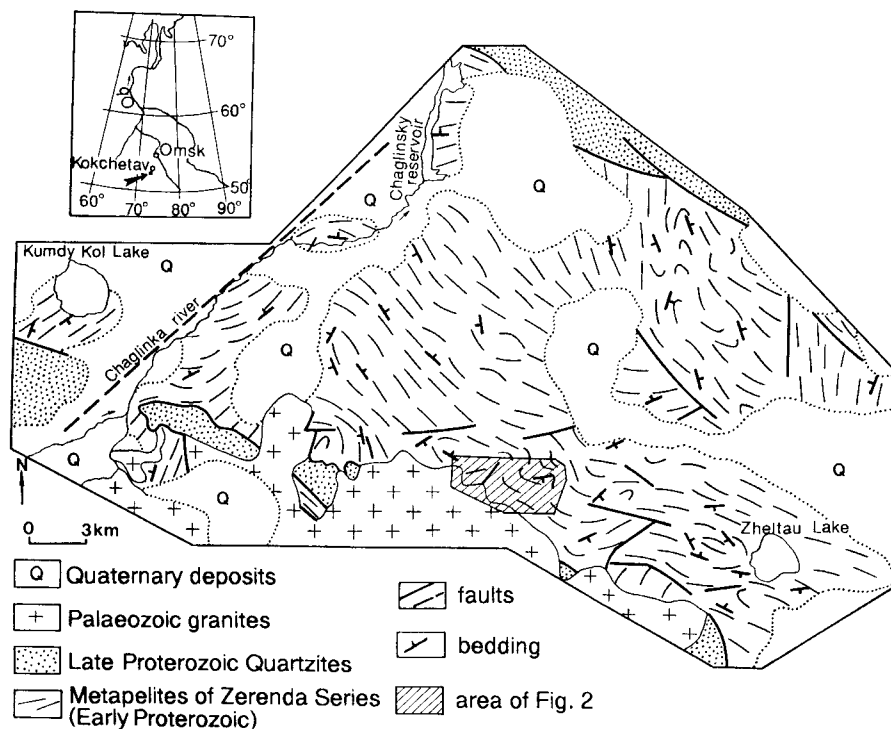 70°
60°
50°
60°
70°
80°
90°
Ob
Omsk
Kokchetav
Chaglinsky
reservoir
Kumdy Kol Lake
Chaglinka river
Q
Q
Q
Q
Q
Q
Q
Zheltau Lake
N
0 3km
Q Quaternary deposits
+ Palaeozoic granites
Late Proterozoic Quartzites
Metapelites of Zerenda Series
(Early Proterozoic)
faults
bedding
area of Fig. 2